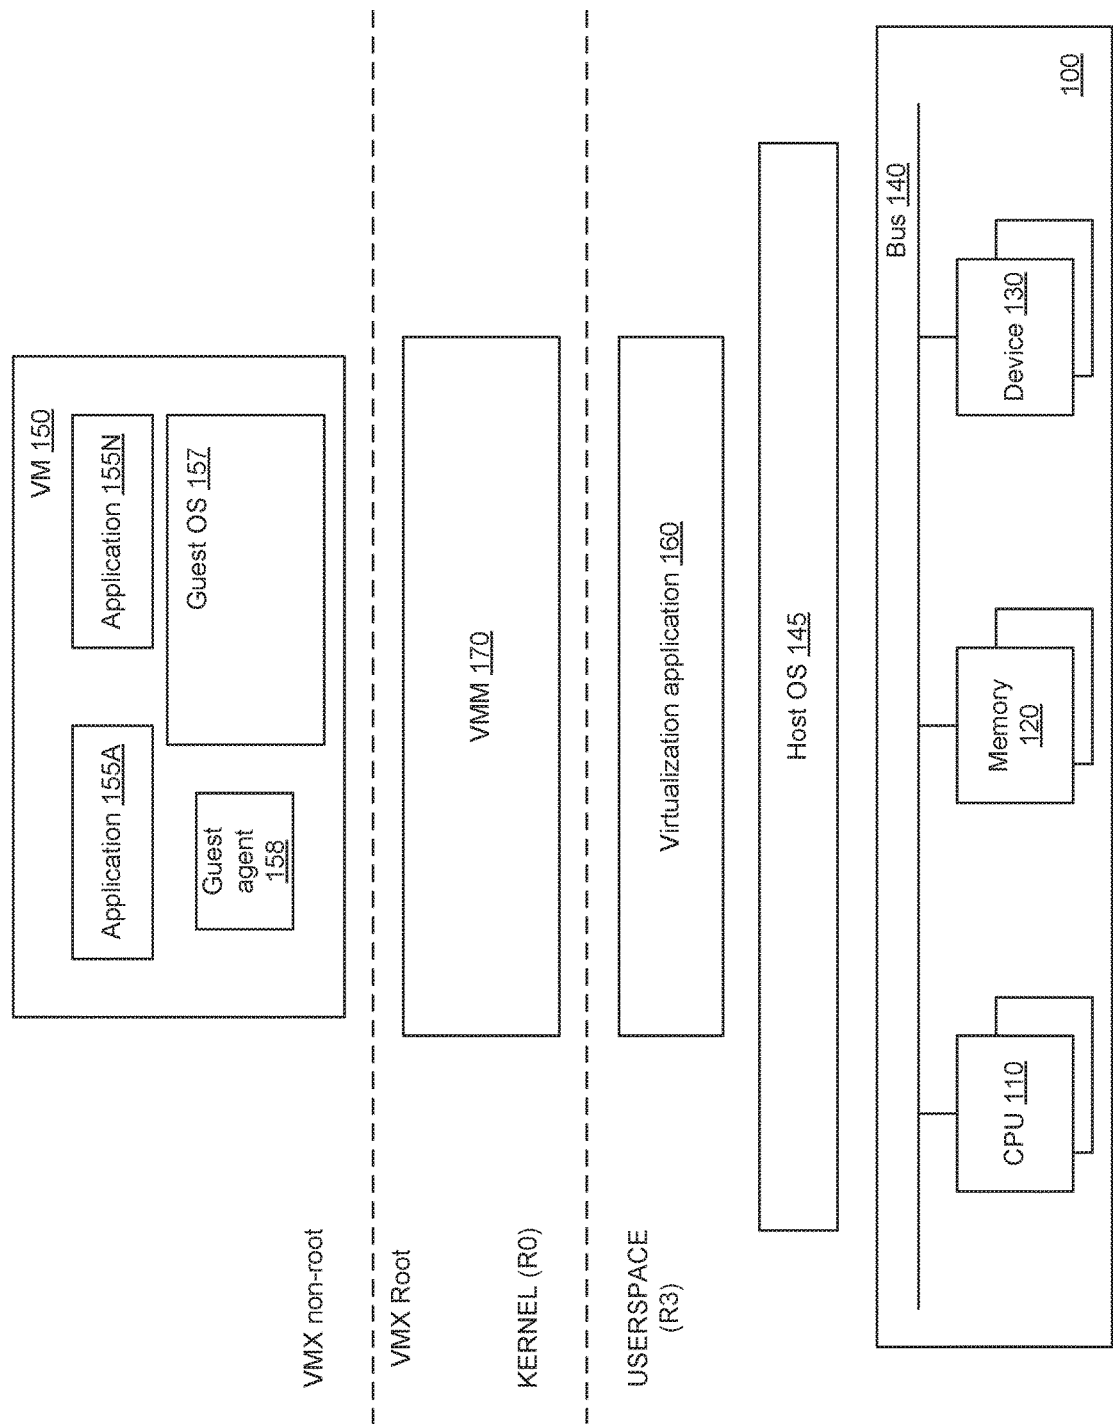 VM 150
Application 155A
Application 155N
Guest
agent
158
Guest OS 157
VMX non-root
VMX Root
VMM 170
KERNEL (R0)
USERSPACE
(R3)
Virtualization application 160
Host OS 145
Bus 140
CPU 110
Memory
120
Device 130
100